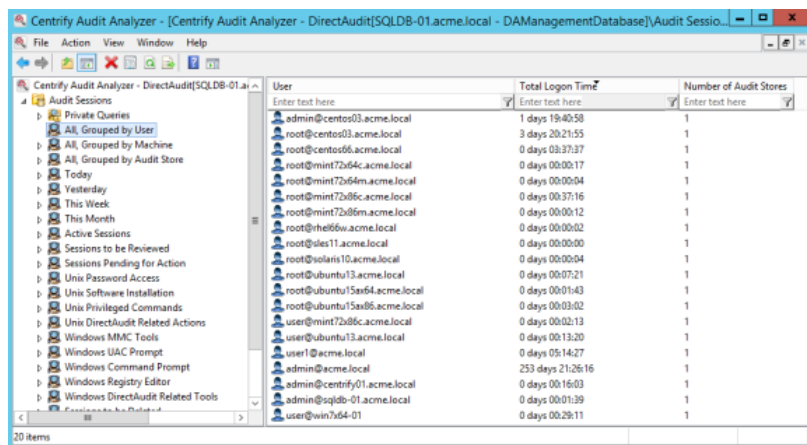 Centrify Audit Analyzer - [Centrify Audit Analyzer - DirectAudit[SQLDB-01.acme.local - DAManagementDatabase]\Audit Sessio...
File Action View Window Help
Centrify Audit Analyzer - DirectAudit[SQLDB-01.a
Audit Sessions
Private Queries
All, Grouped by User
All, Grouped by Machine
All, Grouped by Audit Store
Today
Yesterday
This Week
This Month
Active Sessions
Sessions to be Reviewed
Sessions Pending for Action
Unix Password Access
Unix Software Installation
Unix Privileged Commands
Unix DirectAudit Related Actions
Windows MMC Tools
Windows UAC Prompt
Windows Command Prompt
Windows Registry Editor
Windows DirectAudit Related Tools
User Total Logon Time Number of Audit Stores
Enter text here Enter text here Enter text here
admin@centos03.acme.local 1 days 19:40:58 1
root@centos03.acme.local 3 days 20:21:55 1
root@centos66.acme.local 0 days 03:37:37 1
root@mint72x64c.acme.local 0 days 00:00:17 1
root@mint72x64m.acme.local 0 days 00:00:04 1
root@mint72x86c.acme.local 0 days 00:37:16 1
root@mint72x86m.acme.local 0 days 00:00:12 1
root@rhel66w.acme.local 0 days 00:00:02 1
root@sles11.acme.local 0 days 00:00:00 1
root@solaris10.acme.local 0 days 00:00:04 1
root@ubuntu13.acme.local 0 days 00:07:21 1
root@ubuntu15ax64.acme.local 0 days 00:01:43 1
root@ubuntu15ax86.acme.local 0 days 00:03:02 1
user@mint72x86c.acme.local 0 days 00:02:13 1
user@ubuntu13.acme.local 0 days 00:13:20 1
user1@acme.local 0 days 05:14:27 1
admin@acme.local 253 days 21:26:16 1
admin@centrify01.acme.local 0 days 00:16:03 1
admin@sqldb-01.acme.local 0 days 00:01:39 1
user@win7x64-01 0 days 00:29:11 1
20 items